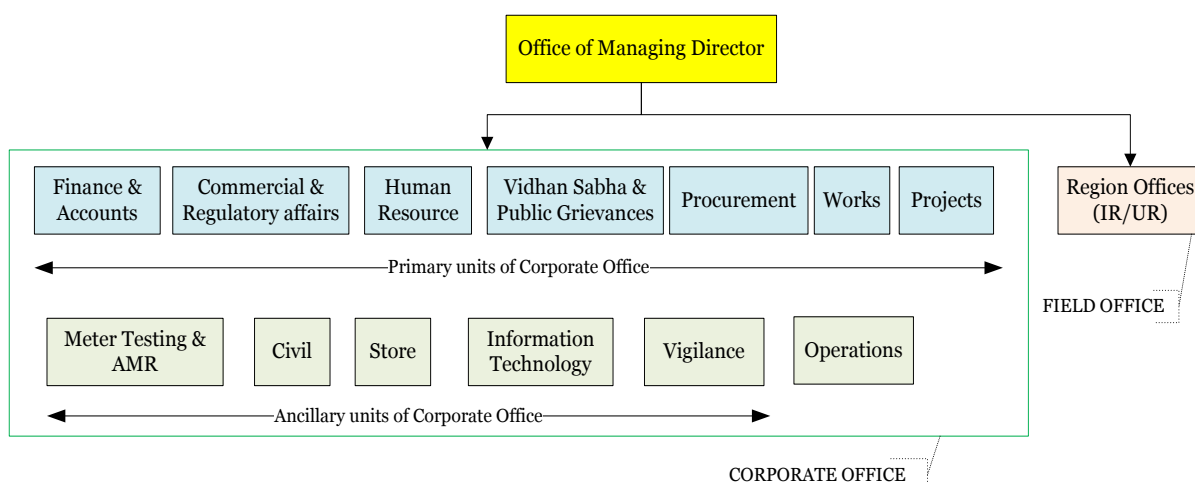 Office of Managing Director
Finance &
Accounts
Commercial &
Regulatory affairs
Human
Resource
Vidhan Sabha &
Public Grievances
Procurement
Works
Projects
Region Offices
(IR/UR)
Primary units of Corporate Office
FIELD OFFICE
Meter Testing &
AMR
Civil
Store
Information
Technology
Vigilance
Operations
Ancillary units of Corporate Office
CORPORATE OFFICE